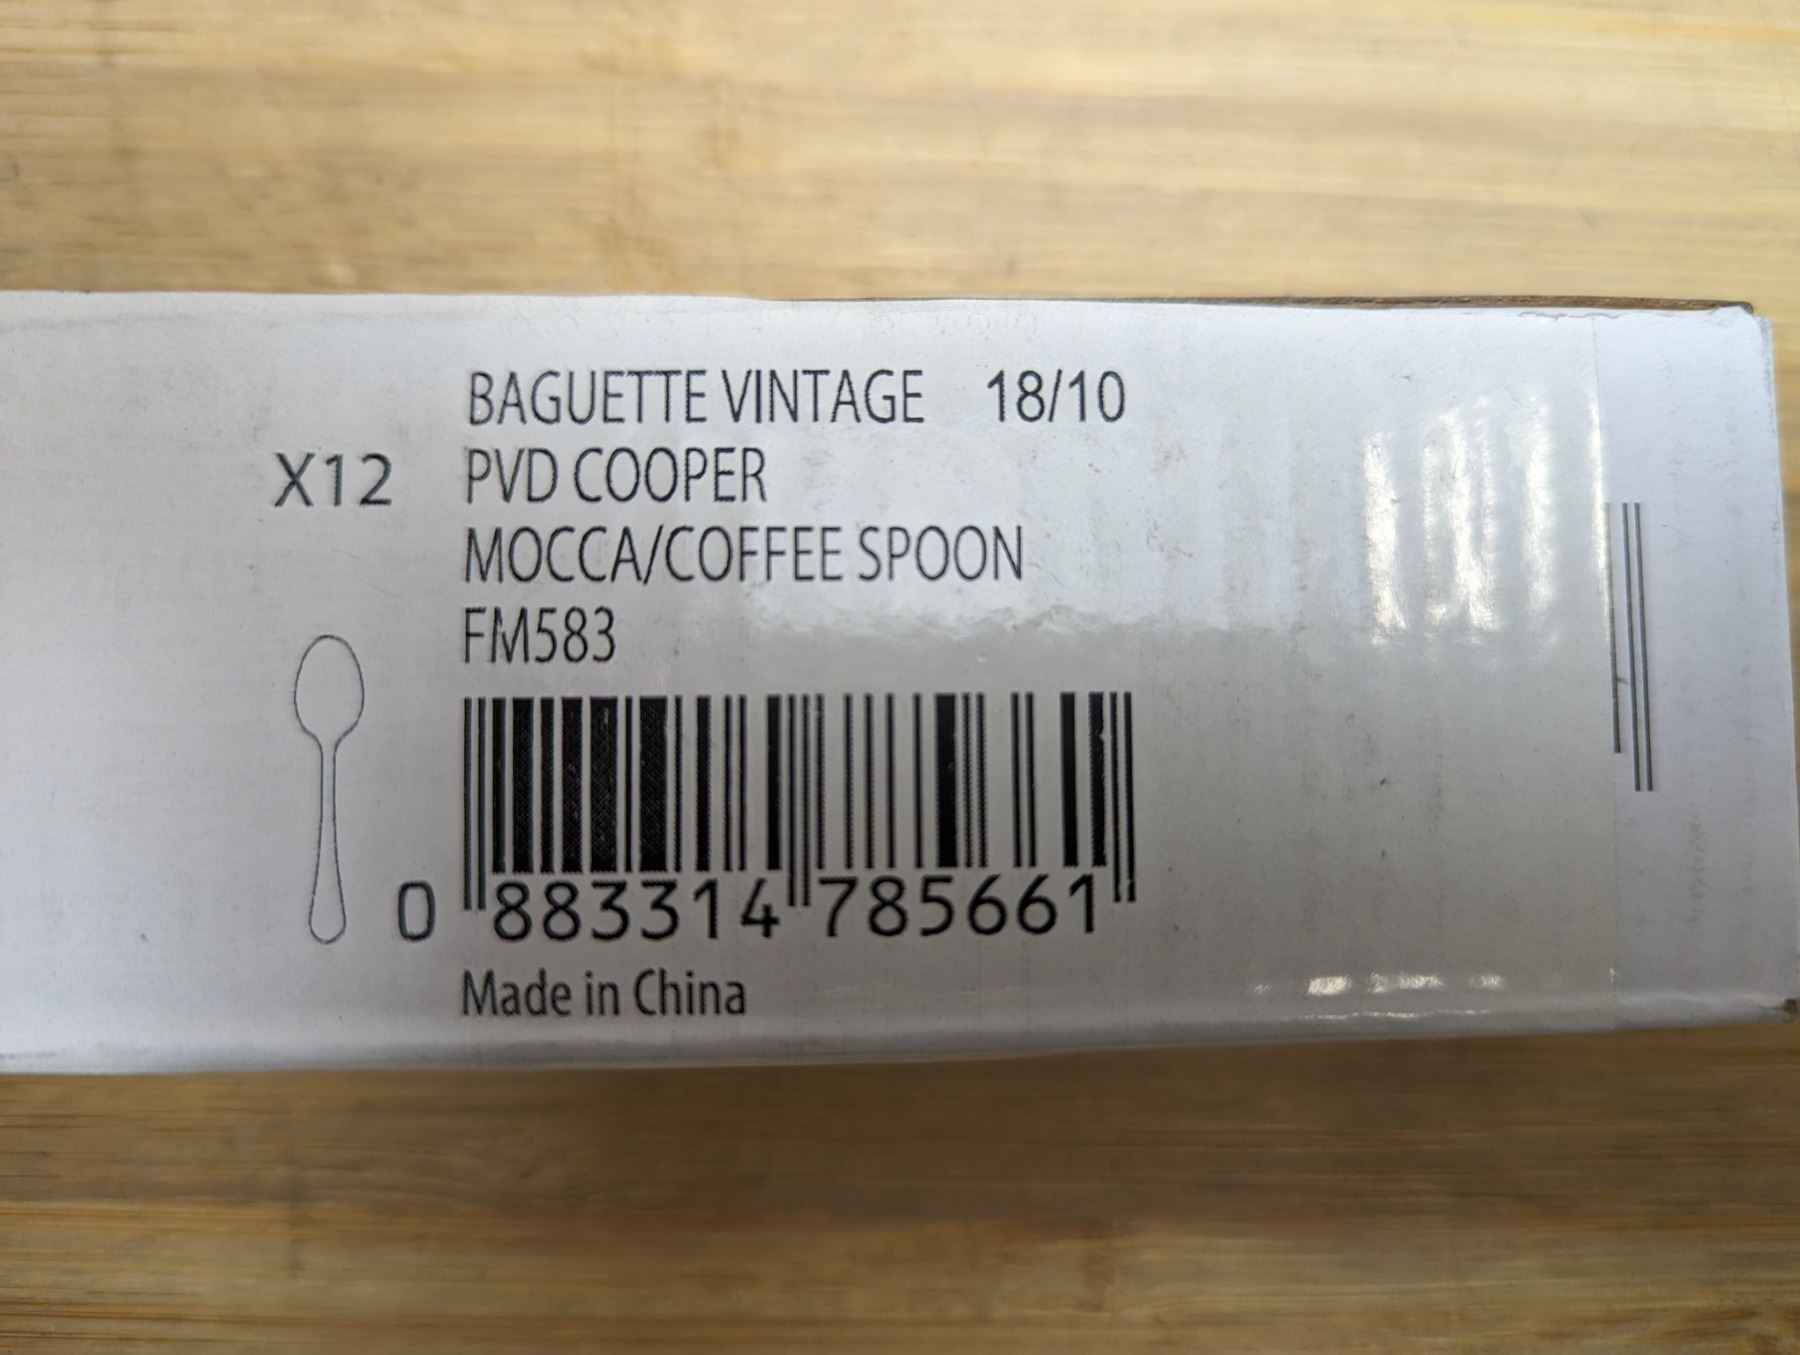 BAGUETTE VINTAGE 18/10
X12 PVD COOPER
MOCCA/COFFEE SPOON
FM583
0 883314 785661
Made in China